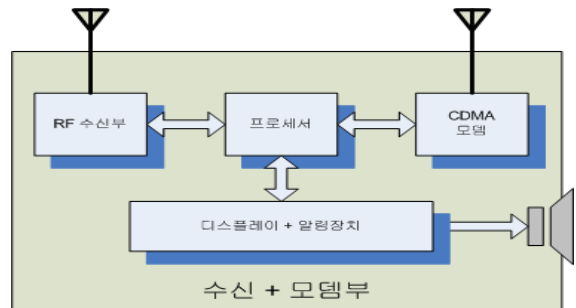 RF 수신부
프로세서
CDMA
모뎀
디스플레이 + 알림장치
수신 + 모뎀부